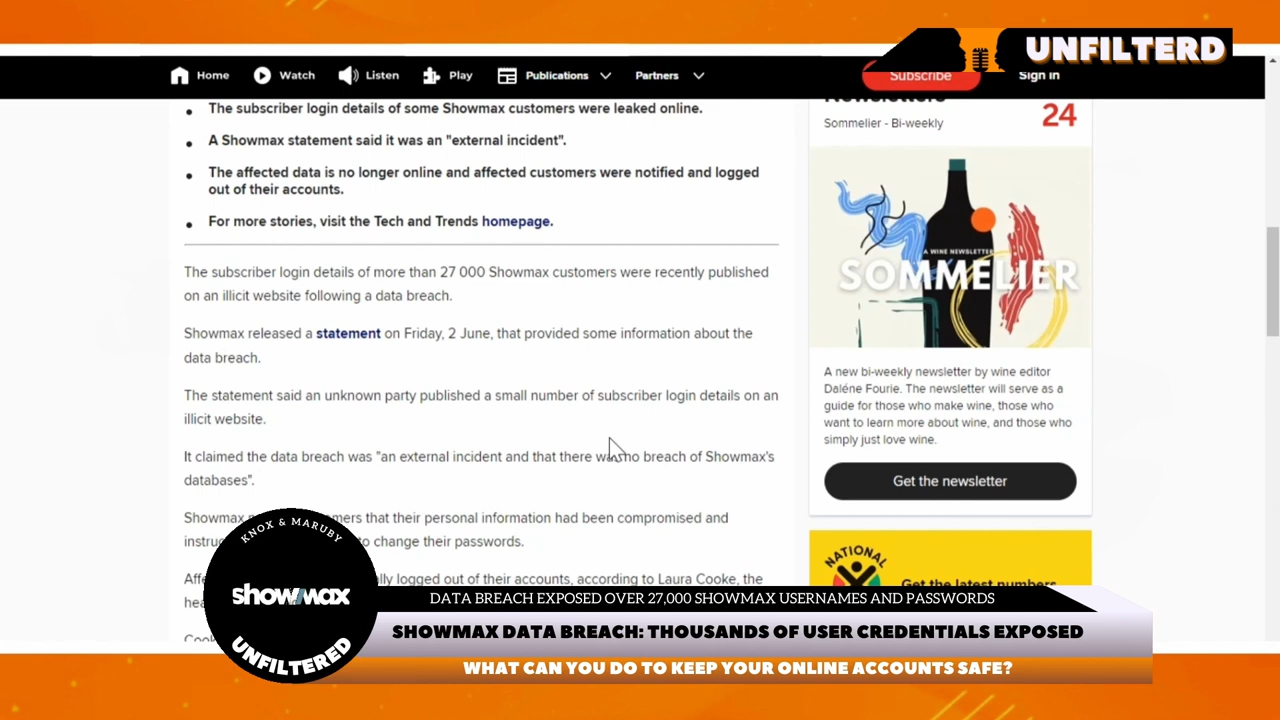 UNFILTERD
Home Watch Listen Play Publications Partners Subscribe Sign in
The subscriber login details of some Showmax customers were leaked online.
A Showmax statement said it was an "external incident".
The affected data is no longer online and affected customers were notified and logged
out of their accounts.
For more stories, visit the Tech and Trends homepage.
The subscriber login details of more than 27 000 Showmax customers were recently published
on an illicit website following a data breach.
Showmax released a statement on Friday, 2 June, that provided some information about the
data breach.
The statement said an unknown party published a small number of subscriber login details on an
illicit website.
It claimed the data breach was "an external incident and that there was no breach of Showmax's
databases".
Showmax that their personal information had been compromised and
to change their passwords.
logged out of their accounts, according to Laura Cooke, the
Newsletters
Sommelier - Bi-weekly
24
A WINE NEWSLETTER
SOMMELIER
A new bi-weekly newsletter by wine editor
Daléne Fourie. The newsletter will serve as a
guide for those who make wine, those who
want to learn more about wine, and those who
simply just love wine.
Get the newsletter
NATIONAL
Get the latest numbers
KNOX & MARUBY
showmax
UNFILTERED
DATA BREACH EXPOSED OVER 27,000 SHOWMAX USERNAMES AND PASSWORDS
SHOWMAX DATA BREACH: THOUSANDS OF USER CREDENTIALS EXPOSED
WHAT CAN YOU DO TO KEEP YOUR ONLINE ACCOUNTS SAFE?